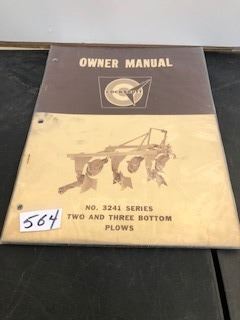 OWNER MANUAL
COCKSHUTT
NO. 3241 SERIES
TWO AND THREE BOTTOM
PLOWS
564